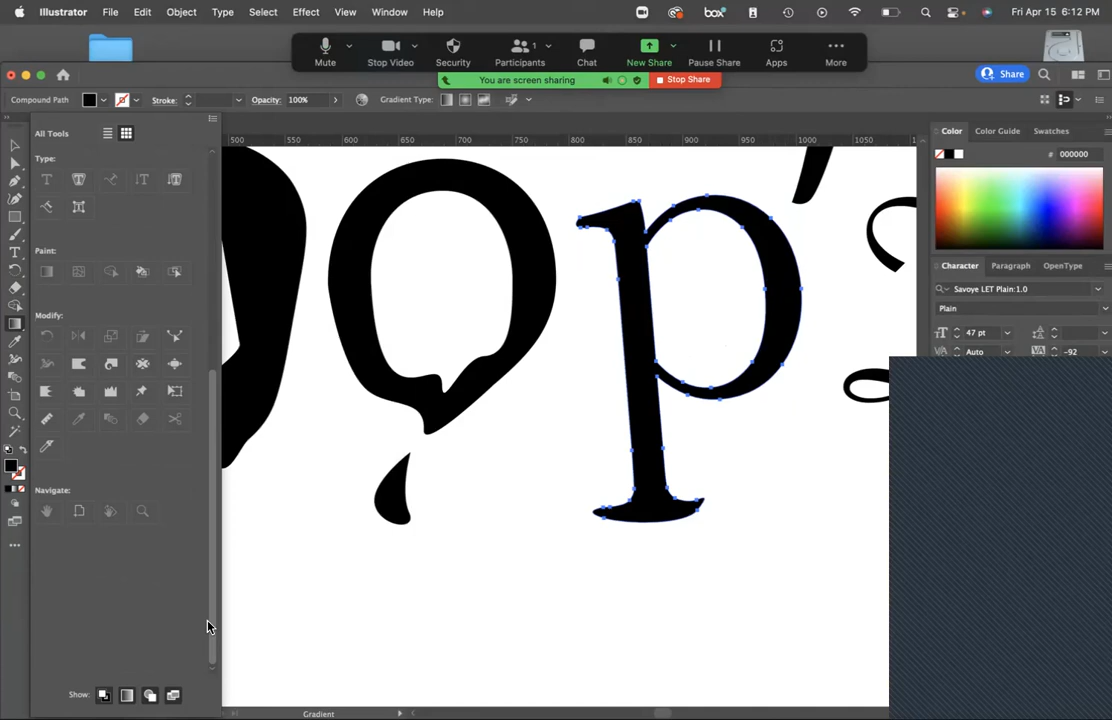 Illustrator File Edit Object Type Select Effect View Window Help
box
Fri Apr 15 6:12 PM
Mute Stop Video Security Participants 1 Chat New Share Pause Share Apps More
You are screen sharing Stop Share
Share
Compound Path Stroke: Opacity: 100% Gradient Type:
All Tools
500 550 600 650 700 750 800 850 900 950 1000 1050
Color Color Guide Swatches
# 000000
Type:
Paint:
Modify:
Navigate:
Show:
Character Paragraph OpenType
Savoye LET Plain:1.0
Plain
47 pt
Auto -92
p
Gradient